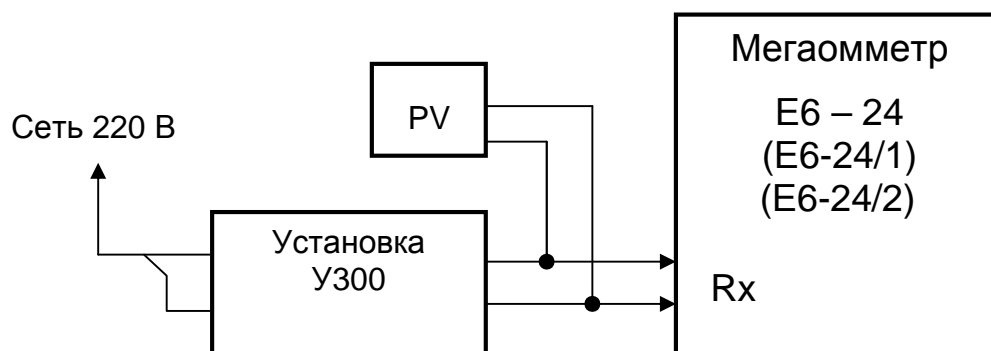 Мегаомметр
Е6 – 24
(Е6-24/1)
(Е6-24/2)
PV
Сеть 220 В
Установка
У300
Rx